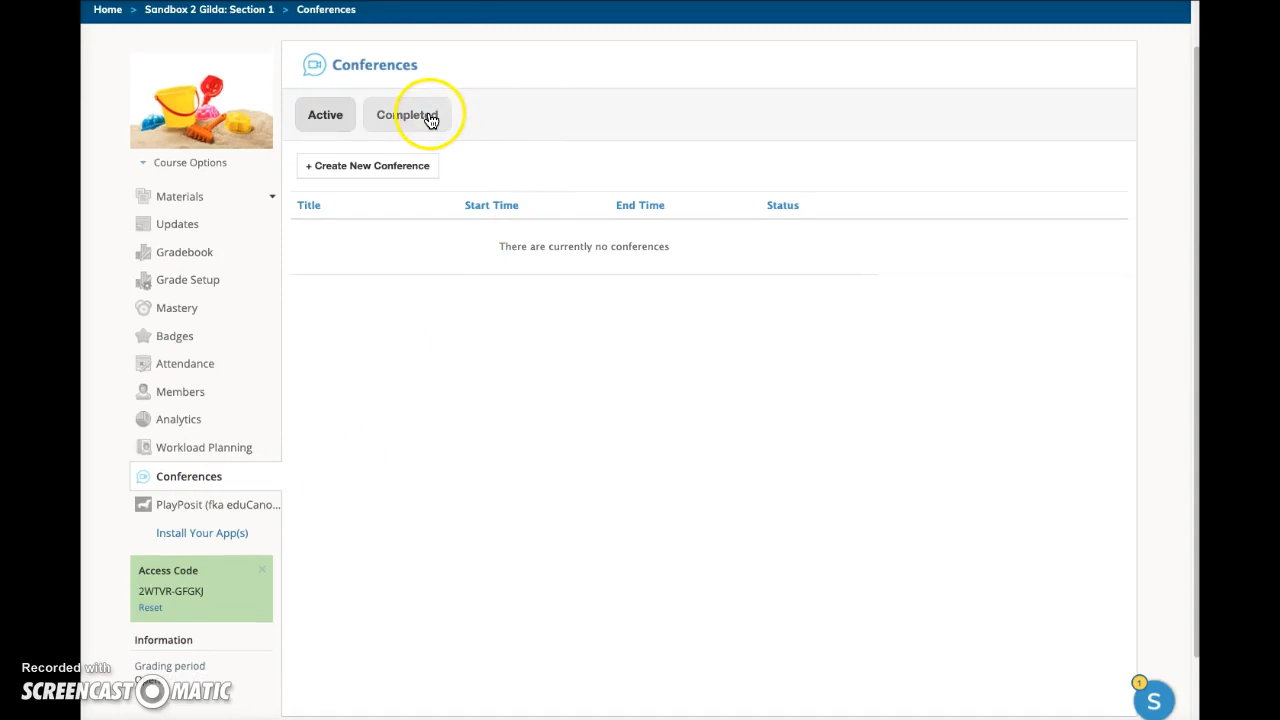 Home > Sandbox 2 Gilda: Section 1 > Conferences
Conferences
Active Completed
+ Create New Conference
Title Start Time End Time Status
There are currently no conferences
Course Options
Materials
Updates
Gradebook
Grade Setup
Mastery
Badges
Attendance
Members
Analytics
Workload Planning
Conferences
PlayPosit (fka eduCano...
Install Your App(s)
Access Code
2WTVR-GFGKJ
Reset
Information
Grading period
Recorded with
SCREENCAST-O-MATIC
1
S